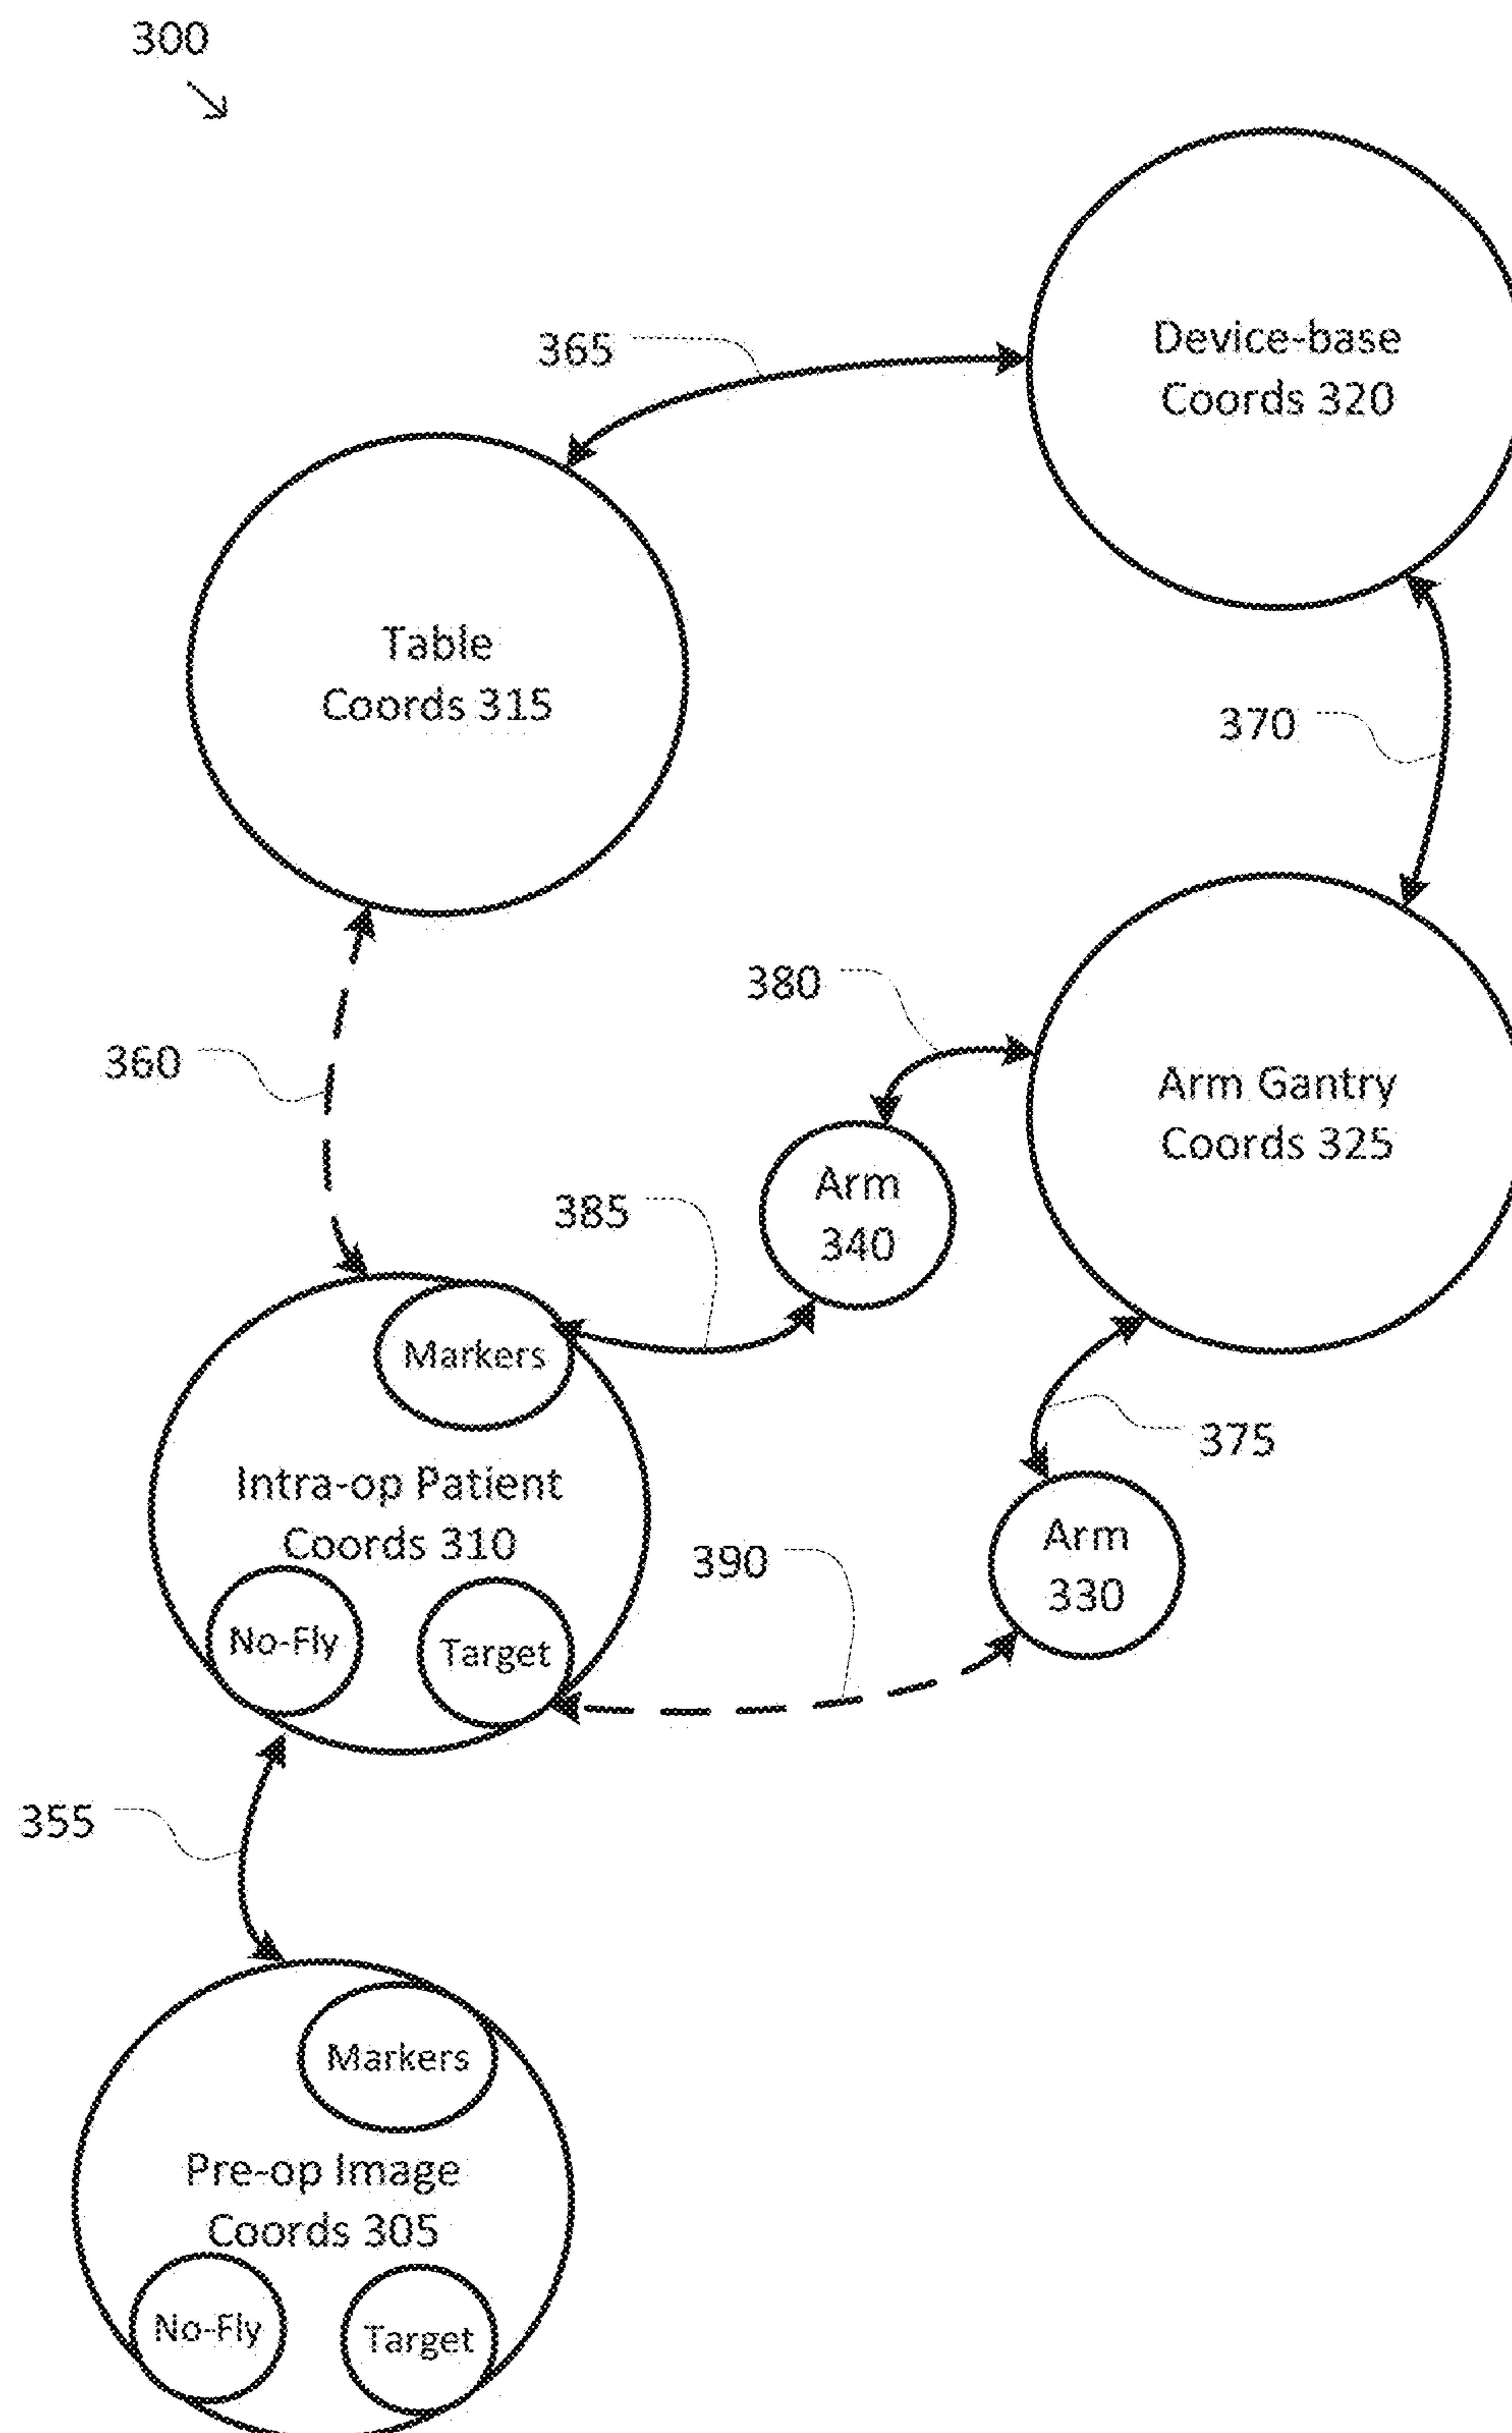 300
365
Device-base
Coords 320
Table
Coords 315
370
380
360
Arm Gantry
Coords 325
385
Arm
340
Markers
375
Intra-op Patient
Coords 310
390
Arm
330
No-Fly
Target
355
Markers
Pre-op Image
Coords 305
No-Fly
Target